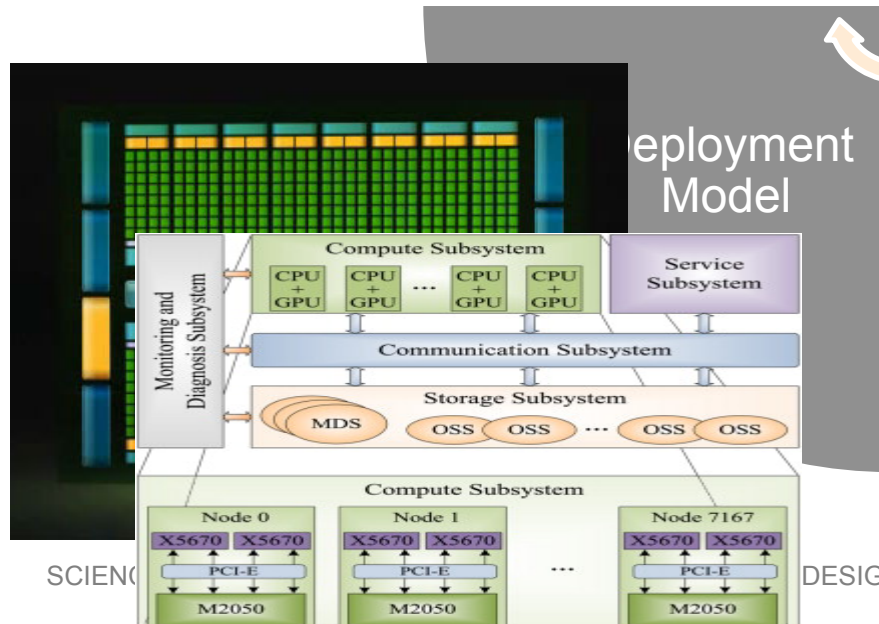 eployment
Model
Compute Subsystem
CPU + GPU
CPU + GPU
...
CPU + GPU
CPU + GPU
Service Subsystem
Monitoring and Diagnosis Subsystem
Communication Subsystem
Storage Subsystem
MDS
OSS
OSS
...
OSS
OSS
Compute Subsystem
Node 0
Node 1
Node 7167
X5670 X5670
X5670 X5670
X5670 X5670
PCI-E
PCI-E
...
PCI-E
M2050
M2050
M2050
SCIENC
DESIG